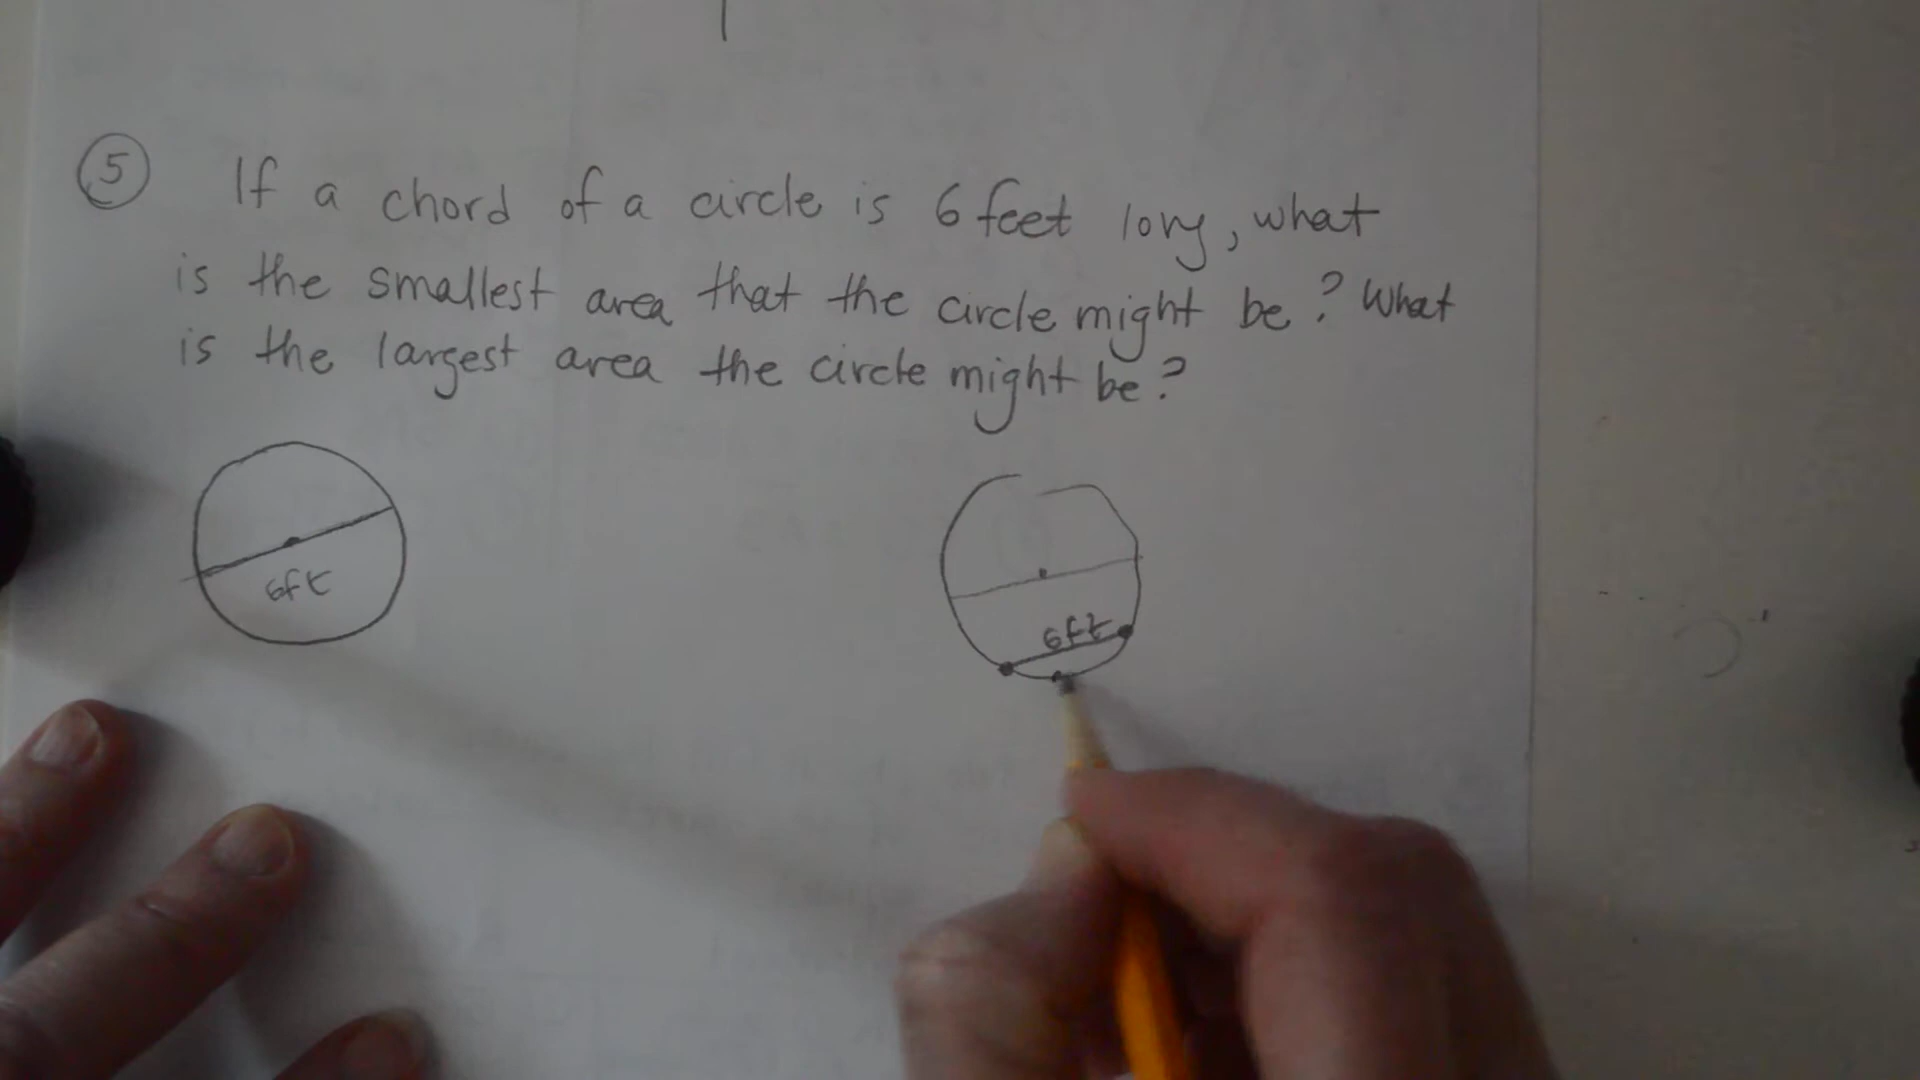 5 If a chord of a circle is 6 feet long, what
is the smallest area that the circle might be? What
is the largest area the circle might be?
6ft
6ft